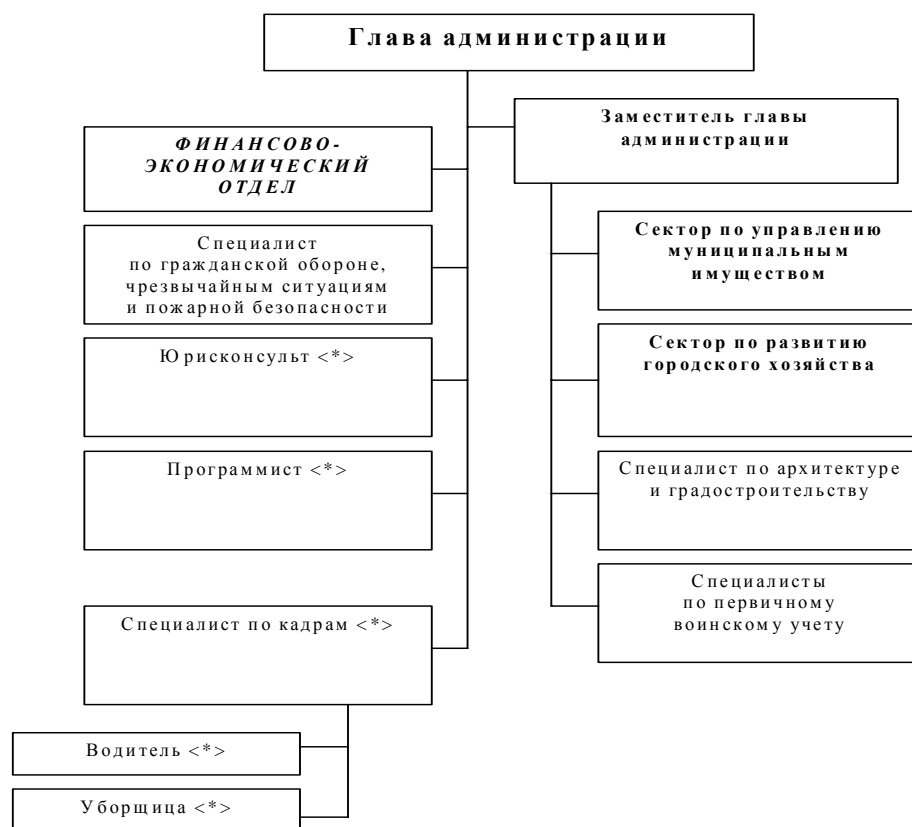 Глава администрации
Заместитель главы
администрации
ФИНАНСОВО-
ЭКОНОМИЧЕСКИЙ
ОТДЕЛ
Специалист
по гражданской обороне,
чрезвычайным ситуациям
и пожарной безопасности
Юрисконсульт <*>
Программист <*>
Специалист по кадрам <*>
Водитель <*>
Уборщица <*>
Сектор по управлению
муниципальным
имуществом
Сектор по развитию
городского хозяйства
Специалист по архитектуре
и градостроительству
Специалисты
по первичному
воинскому учету